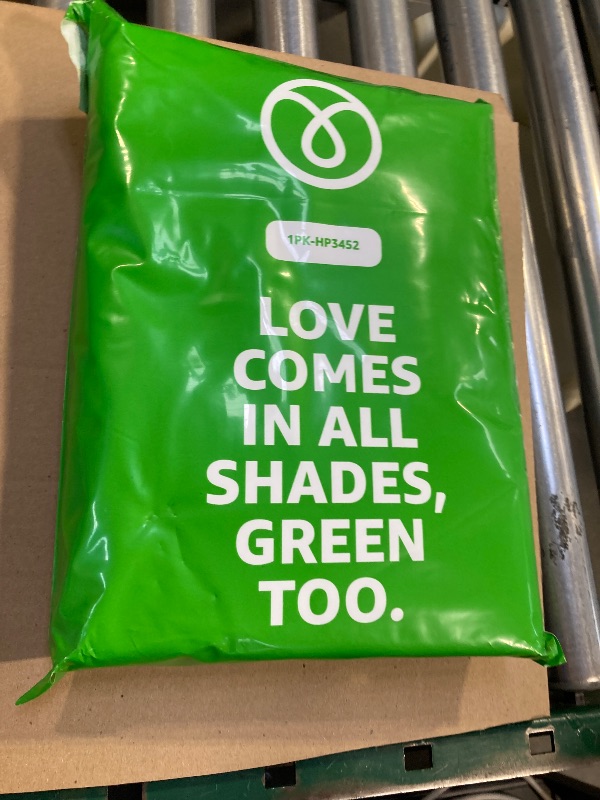 1PK-HP3452
LOVE
COMES
IN ALL
SHADES,
GREEN
TOO.